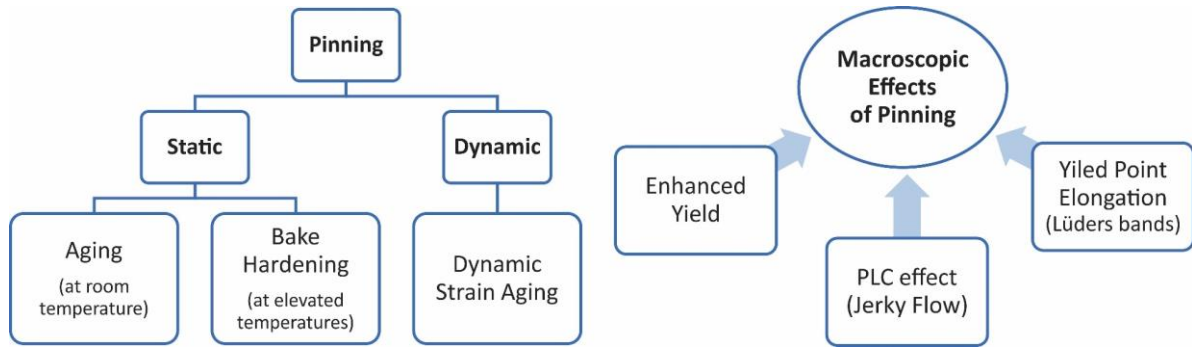 Pinning
Static
Dynamic
Aging
(at room
temperature)
Bake
Hardening
(at elevated
temperatures)
Dynamic
Strain Aging
Macroscopic
Effects
of Pinning
Enhanced
Yield
PLC effect
(Jerky Flow)
Yiled Point
Elongation
(Lüders bands)